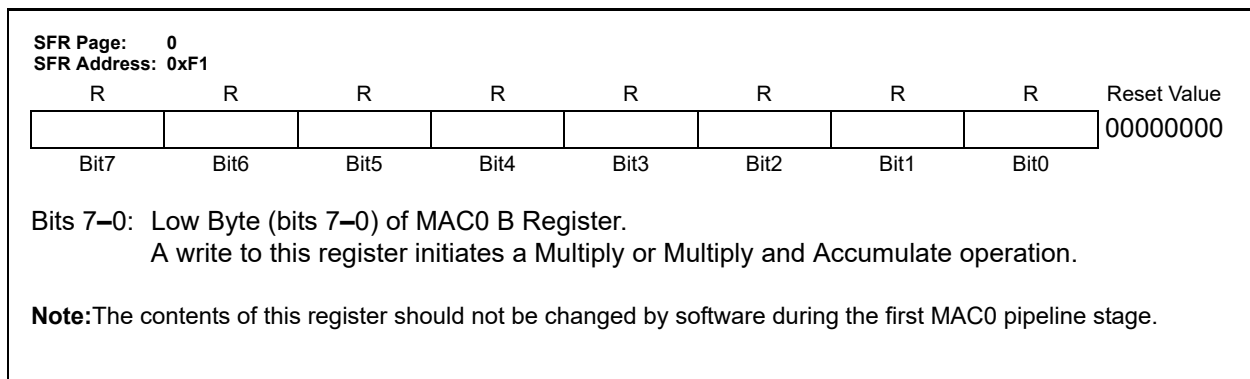 SFR Page: 0
SFR Address: 0xF1
R R R R R R R R Reset Value
00000000
Bit7 Bit6 Bit5 Bit4 Bit3 Bit2 Bit1 Bit0
Bits 7–0: Low Byte (bits 7–0) of MAC0 B Register.
A write to this register initiates a Multiply or Multiply and Accumulate operation.
Note:The contents of this register should not be changed by software during the first MAC0 pipeline stage.